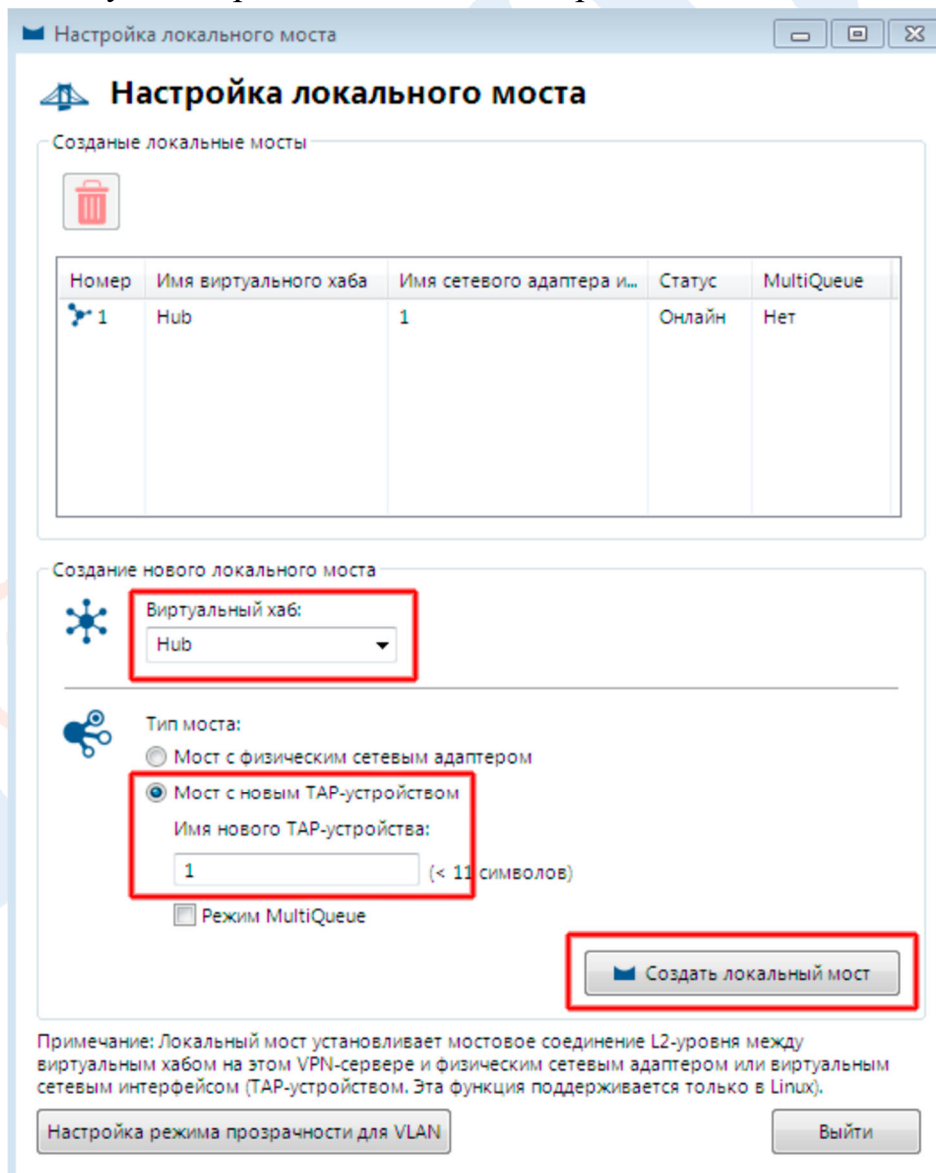 Настройка локального моста
Настройка локального моста
Созданые локальные мосты
Номер Имя виртуального хаба Имя сетевого адаптера и... Статус MultiQueue
1 Hub 1 Онлайн Нет
Создание нового локального моста
Виртуальный хаб:
Hub
Тип моста:
Мост с физическим сетевым адаптером
Мост с новым TAP-устройством
Имя нового TAP-устройства:
1 (< 11 символов)
Режим MultiQueue
Создать локальный мост
Примечание: Локальный мост устанавливает мостовое соединение L2-уровня между
виртуальным хабом на этом VPN-сервере и физическим сетевым адаптером или виртуальным
сетевым интерфейсом (TAP-устройством. Эта функция поддерживается только в Linux).
Настройка режима прозрачности для VLAN Выйти